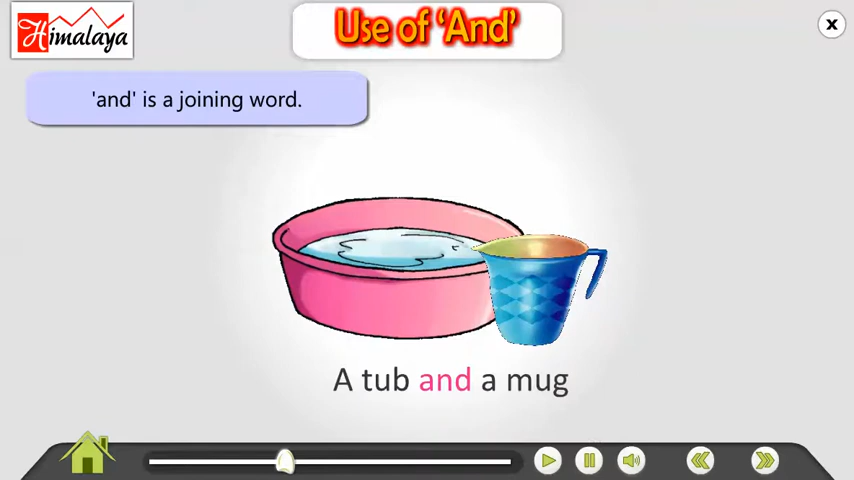 Himalaya
Use of ‘And’
'and' is a joining word.
A tub and a mug